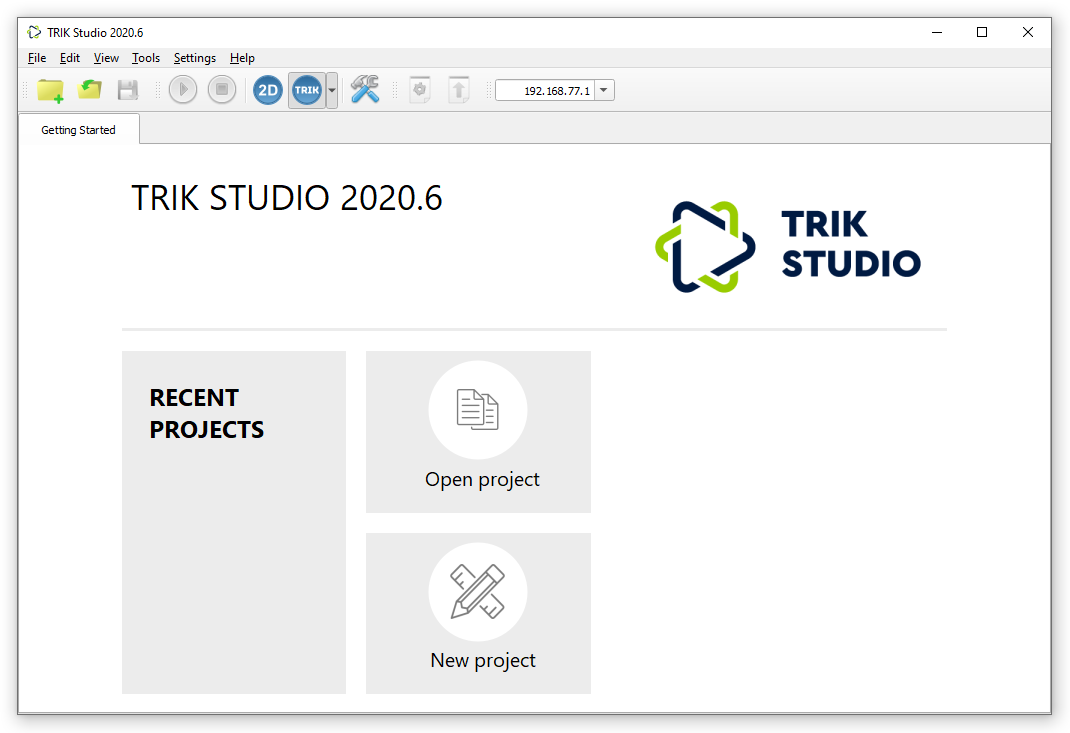 TRIK Studio 2020.6
File Edit View Tools Settings Help
2D TRIK 192.168.77.1
Getting Started
TRIK STUDIO 2020.6
TRIK
STUDIO
RECENT
PROJECTS
Open project
New project